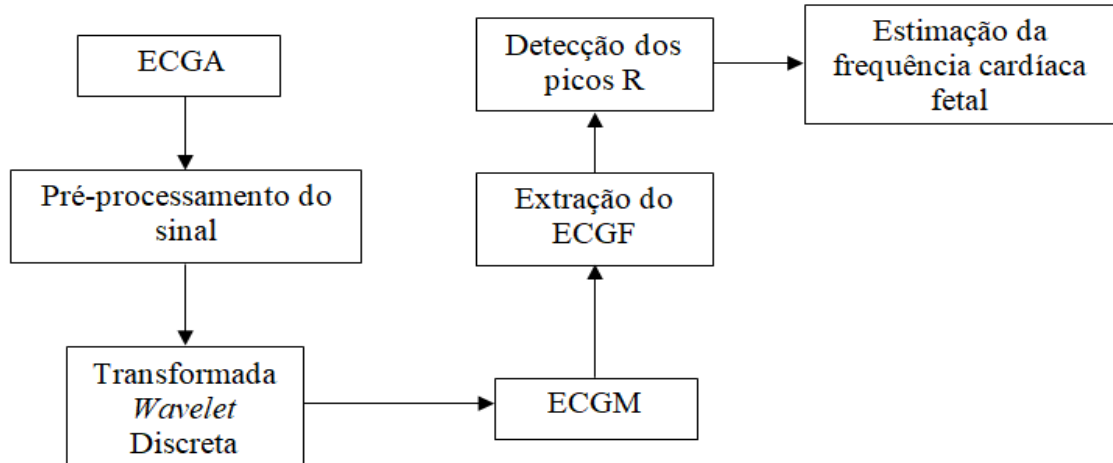 ECGA
Pré-processamento do
sinal
Transformada
Wavelet
Discreta
ECGM
Extração do
ECGF
Detecção dos
picos R
Estimação da
frequência cardíaca
fetal